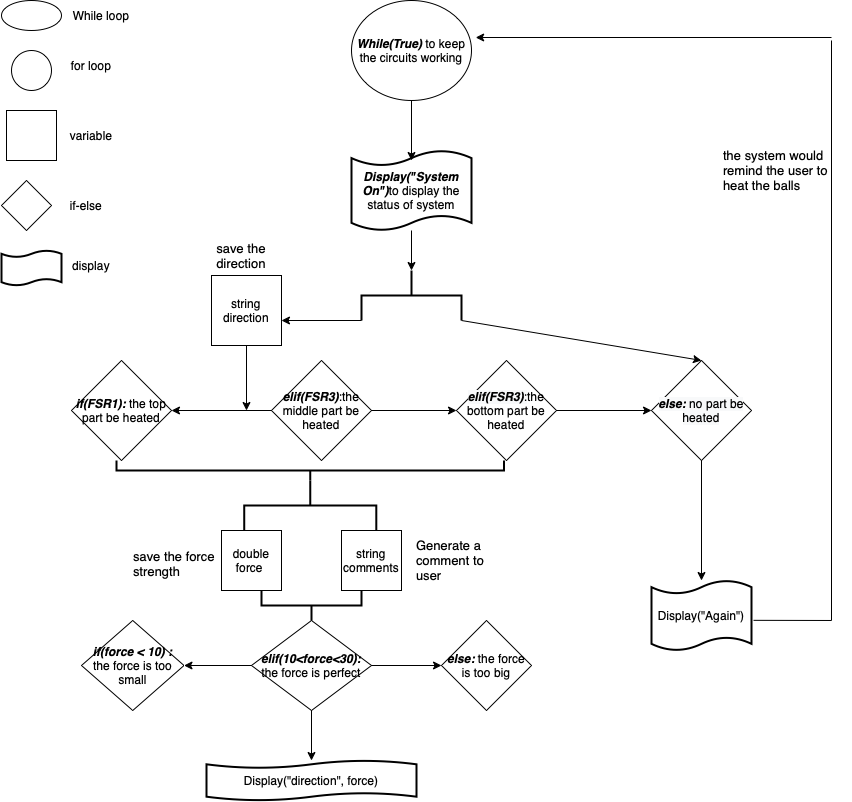 While loop
for loop
variable
if-else
display
While(True) to keep
the circuits working
Display("System
On")to display the
status of system
the system would
remind the user to
heat the balls
save the
direction
string
direction
if(FSR1): the top
part be heated
elif(FSR3):the
middle part be
heated
elif(FSR3):the
bottom part be
heated
else: no part be
heated
save the force
strength
double
force
string
comments
Generate a
comment to
user
Display("Again")
if(force < 10) :
the force is too
small
elif(10<force<30):
the force is perfect
else: the force
is too big
Display("direction", force)